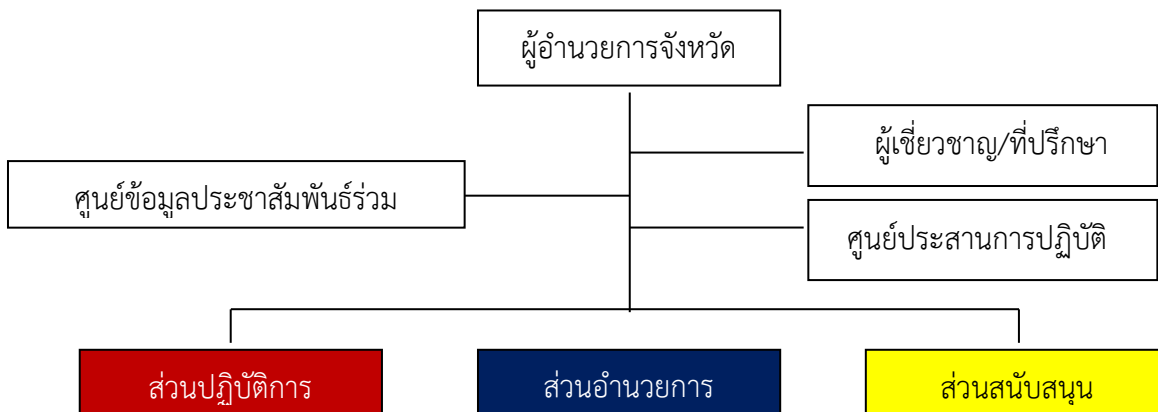 ผู้อำนวยการจังหวัด
ผู้เชี่ยวชาญ/ที่ปรึกษา
ศูนย์ข้อมูลประชาสัมพันธ์ร่วม
ศูนย์ประสานการปฏิบัติ
ส่วนปฏิบัติการ
ส่วนอำนวยการ
ส่วนสนับสนุน